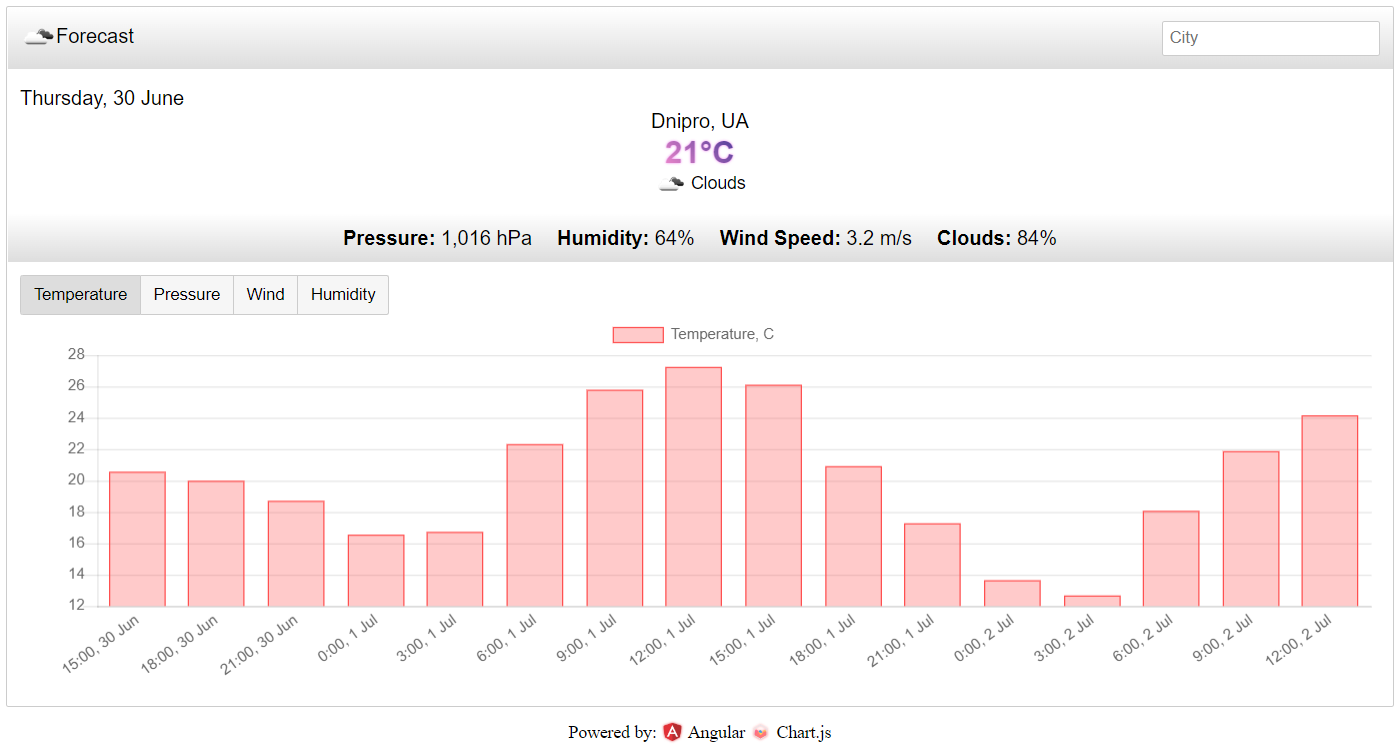 Forecast
City
Thursday, 30 June
Dnipro, UA
21°C
Clouds
Pressure: 1,016 hPa Humidity: 64% Wind Speed: 3.2 m/s Clouds: 84%
Temperature Pressure Wind Humidity
Temperature, C
28
26
24
22
20
18
16
14
12
15:00, 30 Jun
18:00, 30 Jun
21:00, 30 Jun
0:00, 1 Jul
3:00, 1 Jul
6:00, 1 Jul
9:00, 1 Jul
12:00, 1 Jul
15:00, 1 Jul
18:00, 1 Jul
21:00, 1 Jul
0:00, 2 Jul
3:00, 2 Jul
6:00, 2 Jul
9:00, 2 Jul
12:00, 2 Jul
Powered by: Angular Chart.js